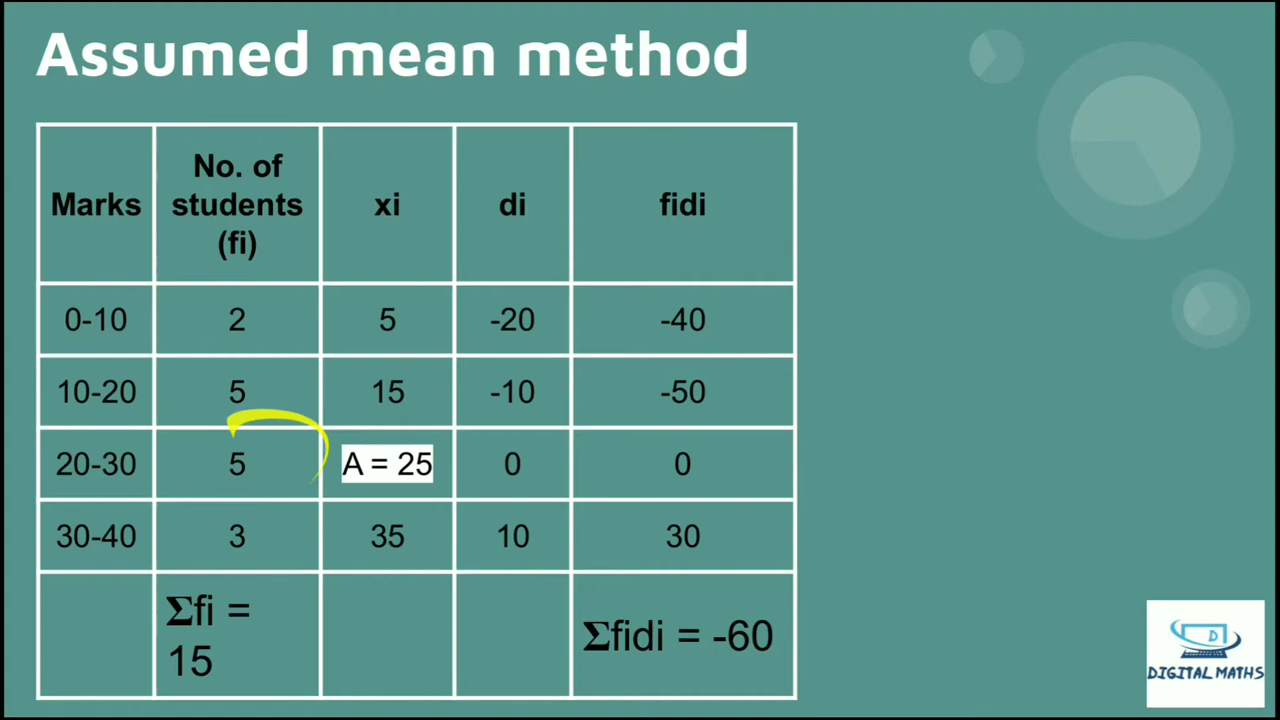 Assumed mean method
Marks No. of students (fi) xi di fidi
0-10 2 5 -20 -40
10-20 5 15 -10 -50
20-30 5 A = 25 0 0
30-40 3 35 10 30
Σfi = 15 Σfidi = -60
D
DIGITAL MATHS